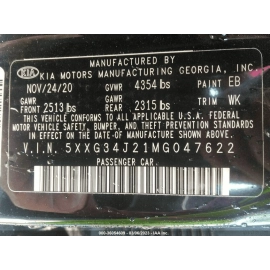 MANUFACTURED BY
KIA KIA MOTORS MANUFACTURING GEORGIA, INC.
NOV/24/20 GVWR 4354 lbs PAINT EB
GAWR GAWR
FRONT 2513 lbs REAR 2315 lbs TRIM WK
THIS VEHICLE CONFORMS TO ALL APPLICABLE
FEDERAL MOTOR VEHICLE SAFETY, BUMPER, AND THEFT PREVENTION STANDARDS
IN EFFECT ON THE DATE OF MANUFACTURE SHOWN ABOVE.
V.I.N. 5XXG34J21MG047622
PASSENGER CAR